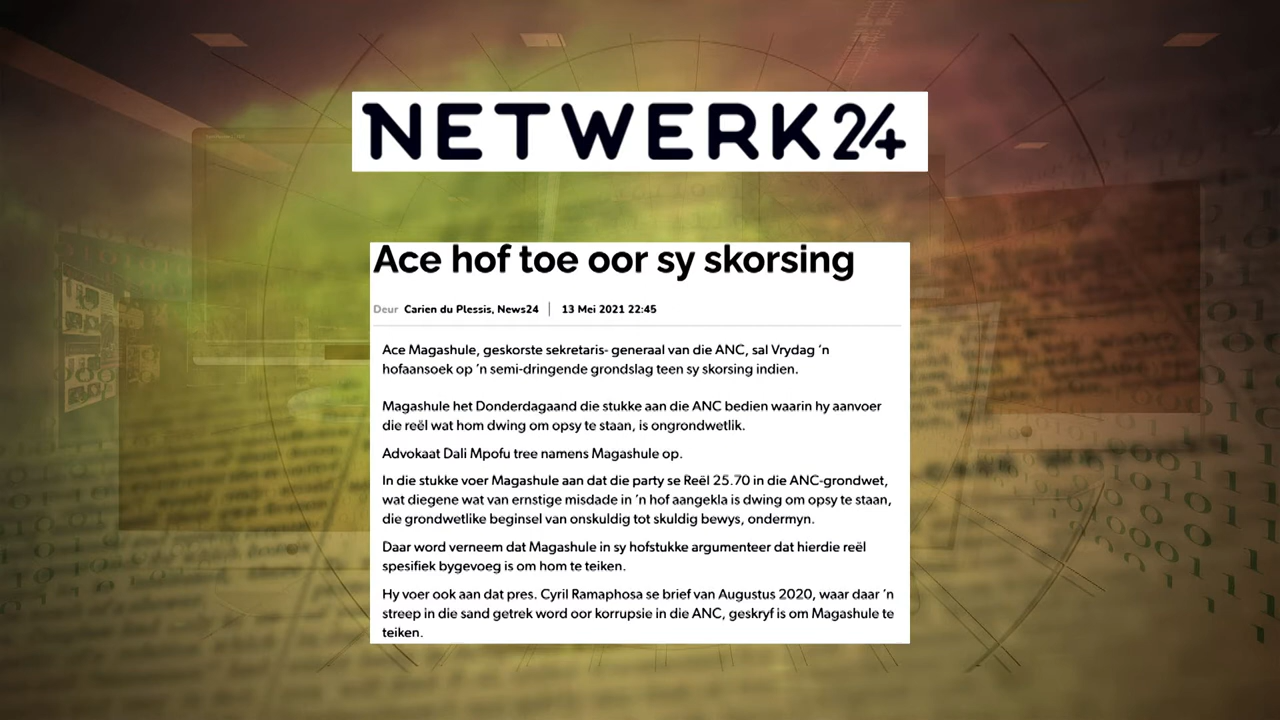 NETWERK24
Ace hof toe oor sy skorsing
Deur Carien du Plessis, News24 | 13 Mei 2021 22:45
Ace Magashule, geskorste sekretaris- generaal van die ANC, sal Vrydag ‘n
hofaansoek op ‘n semi-dringende grondslag teen sy skorsing indien.
Magashule het Donderdagaand die stukke aan die ANC bedien waarin hy aanvoer
die reël wat hom dwing om opsy te staan, is ongrondwetlik.
Advokaat Dali Mpofu tree namens Magashule op.
In die stukke voer Magashule aan dat die party se Reël 25.70 in die ANC-grondwet,
wat diegene wat van ernstige misdade in ‘n hof aangekla is dwing om opsy te staan,
die grondwetlike beginsel van onskuldig tot skuldig bewys, ondermyn.
Daar word verneem dat Magashule in sy hofstukke argumenteer dat hierdie reël
spesifiek bygevoeg is om hom te teiken.
Hy voer ook aan dat pres. Cyril Ramaphosa se brief van Augustus 2020, waar daar ‘n
streep in die sand getrek word oor korrupsie in die ANC, geskryf is om Magashule te
teiken.